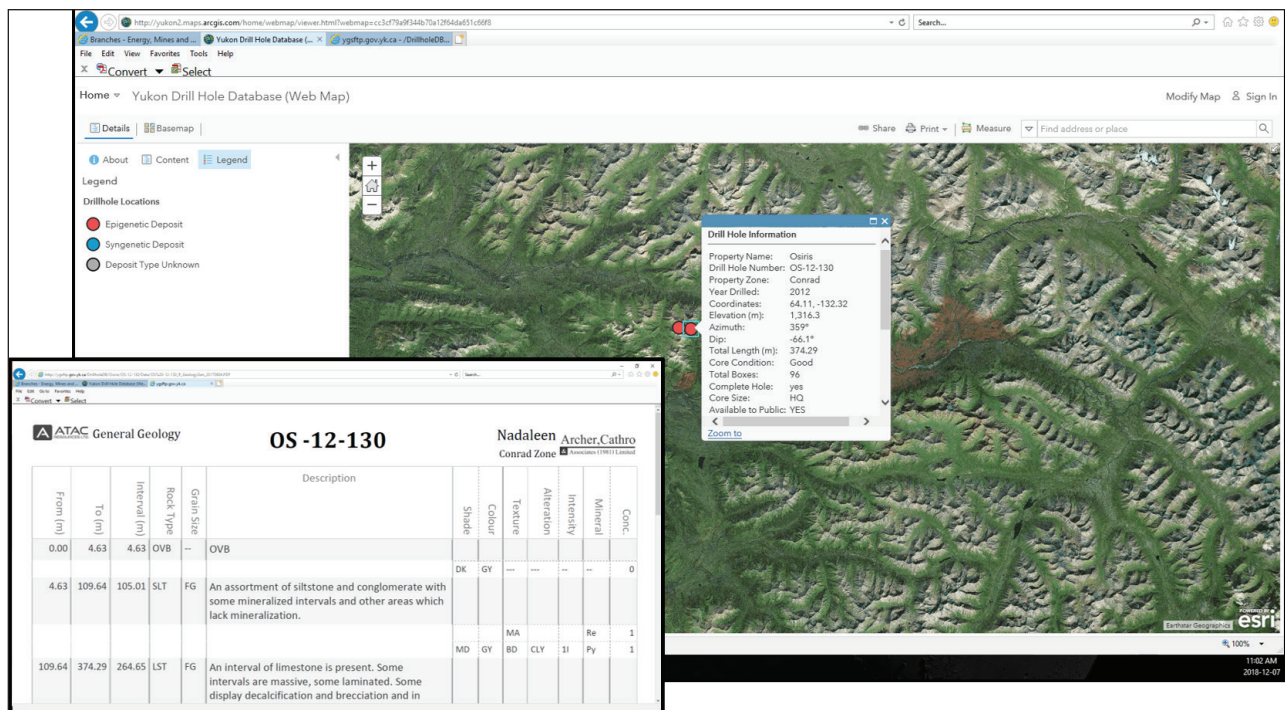 http://yukon2.maps.arcgis.com/home/webmap/viewer.html?webmap=cc3cf79a9f344b70a12f64da651c66f8
Search...
Branches - Energy, Mines and ...
Yukon Drill Hole Database (...
ygsftp.gov.yk.ca - /DrillholeDB...
File Edit View Favorites Tools Help
x Convert Select
Home Yukon Drill Hole Database (Web Map)
Modify Map Sign In
Details Basemap
Share Print Measure Find address or place
About Content Legend
Legend
Drillhole Locations
Epigenetic Deposit
Syngenetic Deposit
Deposit Type Unknown
+
−
Drill Hole Information
Property Name: Osiris
Drill Hole Number: OS-12-130
Property Zone: Conrad
Year Drilled: 2012
Coordinates: 64.11, -132.32
Elevation (m): 1,316.3
Azimuth: 359°
Dip: -66.1°
Total Length (m): 374.29
Core Condition: Good
Total Boxes: 96
Complete Hole: yes
Core Size: HQ
Available to Public: YES
Zoom to
Earthstar Geographics
POWERED BY
esri
100%
11:02 AM
2018-12-07
Search...
File Edit Goto Favorites Help
x Convert Select
ATAC General Geology
OS -12-130
Nadaleen Archer,Cathro
Conrad Zone & Associates (1981) Limited
From (m) To (m) Interval (m) Rock Type Grain Size Description Shade Colour Texture Alteration Intensity Mineral Conc.
0.00 4.63 4.63 OVB -- OVB
DK GY --- --- -- -- 0
4.63 109.64 105.01 SLT FG An assortment of siltstone and conglomerate with
some mineralized intervals and other areas which
lack mineralization.
MA Re 1
MD GY BD CLY 1I Py 1
109.64 374.29 264.65 LST FG An interval of limestone is present. Some
intervals are massive, some laminated. Some
display decalcification and brecciation and in